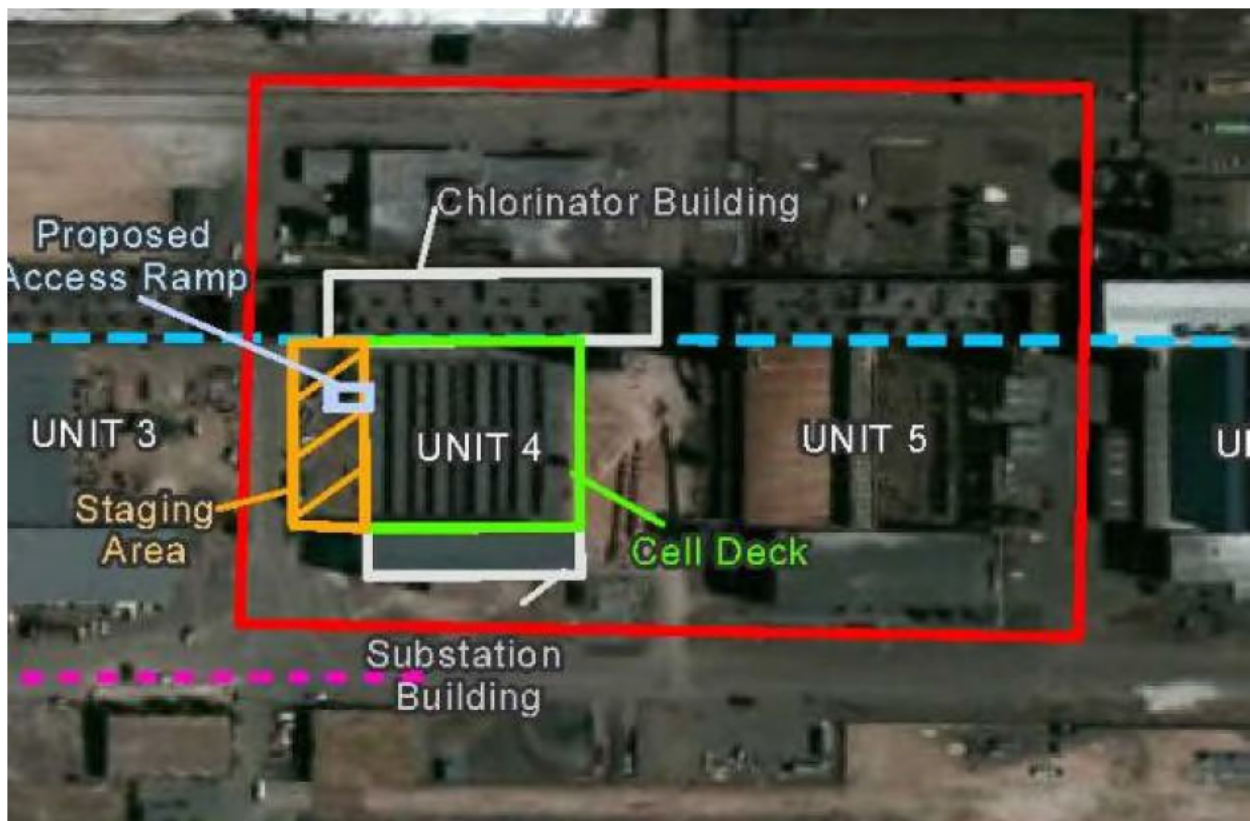 Chlorinator Building
Proposed
Access Ramp
UNIT 3
UNIT 4
UNIT 5
Staging
Area
Cell Deck
Substation
Building